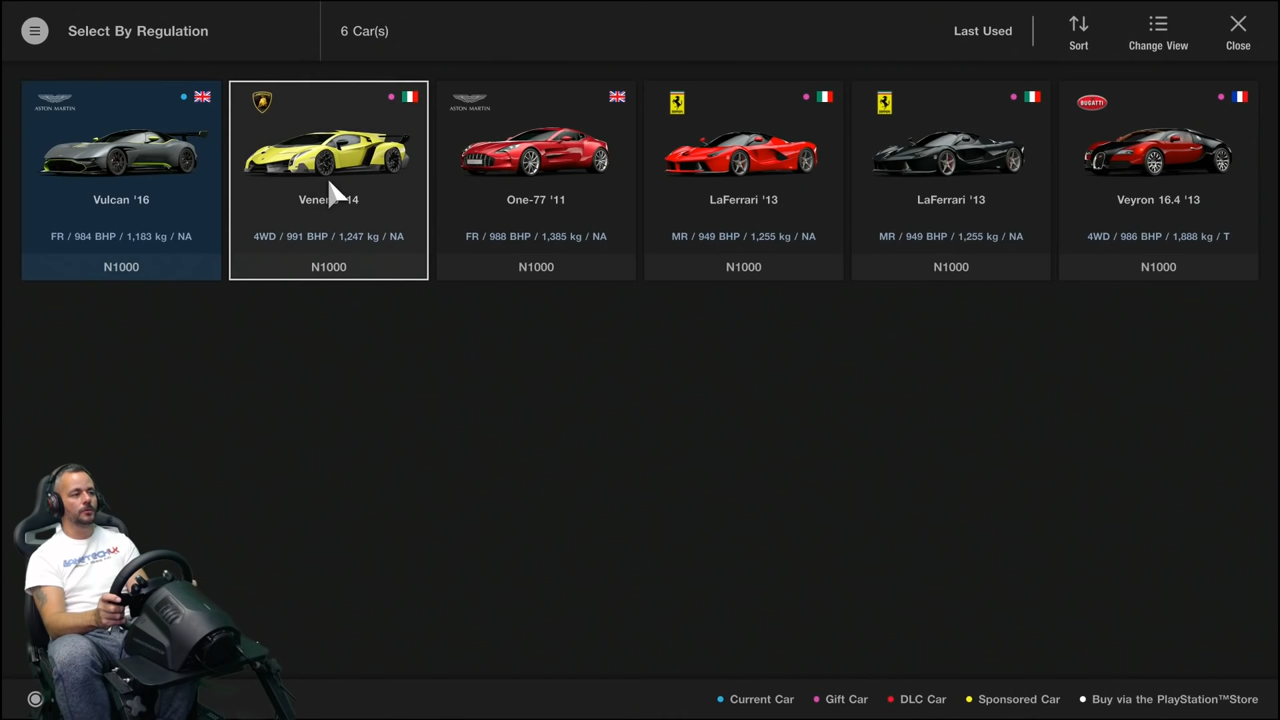 Select By Regulation
6 Car(s)
Last Used
Sort
Change View
Close
ASTON MARTIN
Vulcan '16
FR / 984 BHP / 1,183 kg / NA
N1000
14
4WD / 991 BHP / 1,247 kg / NA
N1000
ASTON MARTIN
One-77 '11
FR / 988 BHP / 1,385 kg / NA
N1000
LaFerrari '13
MR / 949 BHP / 1,255 kg / NA
N1000
LaFerrari '13
MR / 949 BHP / 1,255 kg / NA
N1000
BUGATTI
Veyron 16.4 '13
4WD / 986 BHP / 1,888 kg / T
N1000
Current Car
Gift Car
DLC Car
Sponsored Car
Buy via the PlayStation™Store